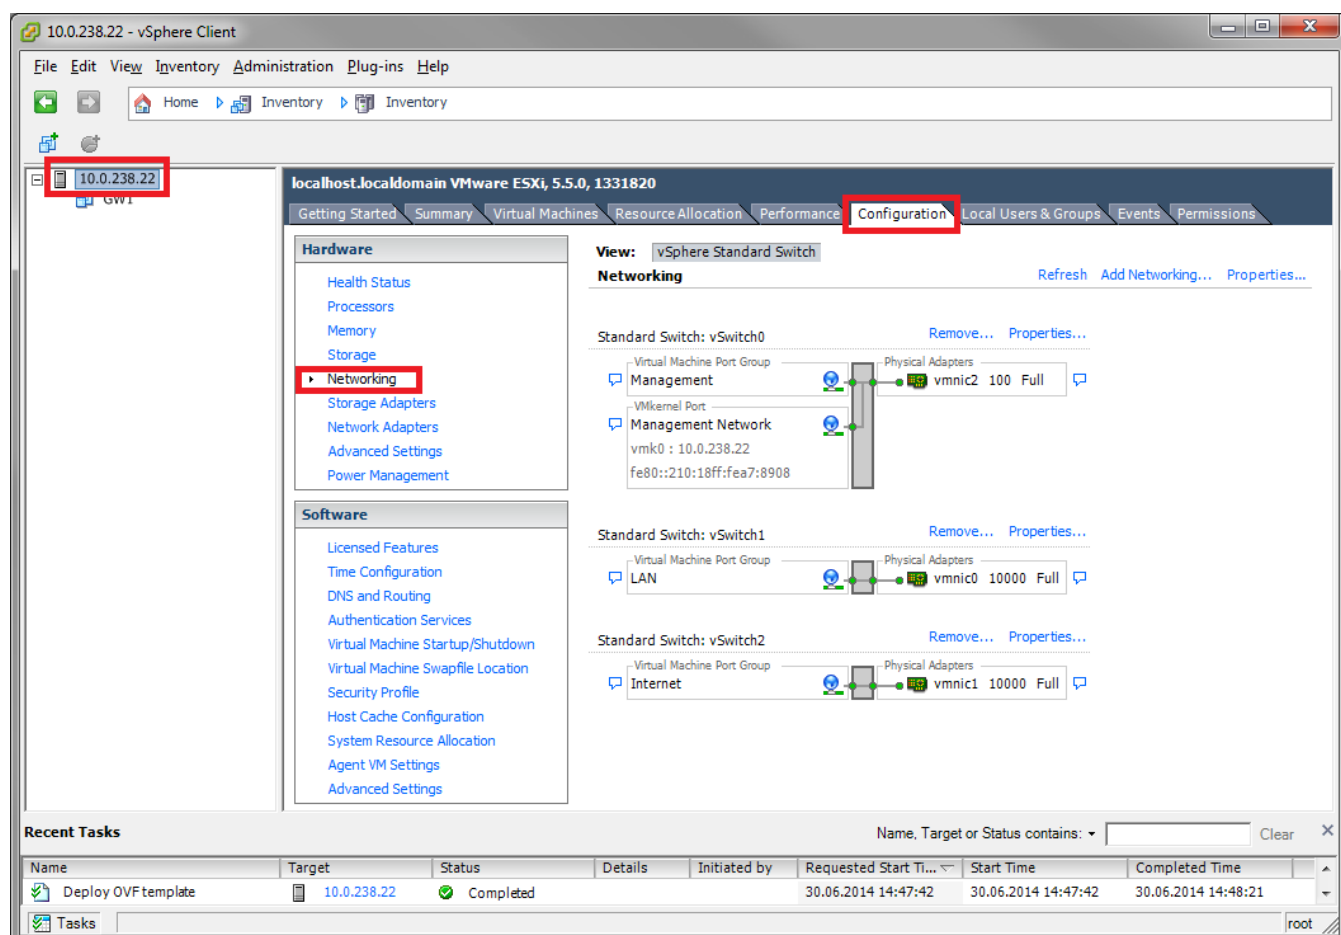 10.0.238.22 - vSphere Client
File Edit View Inventory Administration Plug-ins Help
Home Inventory Inventory
10.0.238.22
GW1
localhost.localdomain VMware ESXi, 5.5.0, 1331820
Getting Started Summary Virtual Machines Resource Allocation Performance Configuration Local Users & Groups Events Permissions
Hardware
Health Status
Processors
Memory
Storage
Networking
Storage Adapters
Network Adapters
Advanced Settings
Power Management
Software
Licensed Features
Time Configuration
DNS and Routing
Authentication Services
Virtual Machine Startup/Shutdown
Virtual Machine Swapfile Location
Security Profile
Host Cache Configuration
System Resource Allocation
Agent VM Settings
Advanced Settings
View: vSphere Standard Switch
Networking
Refresh Add Networking... Properties...
Standard Switch: vSwitch0 Remove... Properties...
Virtual Machine Port Group Physical Adapters
Management vmnic2 100 Full
VMkernel Port
Management Network
vmk0 : 10.0.238.22
fe80::210:18ff:fea7:8908
Standard Switch: vSwitch1 Remove... Properties...
Virtual Machine Port Group Physical Adapters
LAN vmnic0 10000 Full
Standard Switch: vSwitch2 Remove... Properties...
Virtual Machine Port Group Physical Adapters
Internet vmnic1 10000 Full
Recent Tasks Name, Target or Status contains: Clear
Name Target Status Details Initiated by Requested Start Ti... Start Time Completed Time
Deploy OVF template 10.0.238.22 Completed 30.06.2014 14:47:42 30.06.2014 14:47:42 30.06.2014 14:48:21
Tasks root